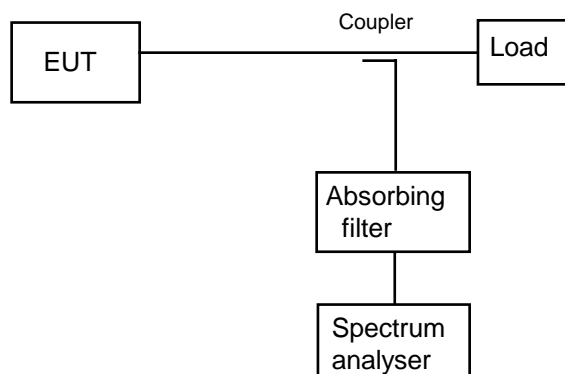 Coupler
EUT
Load
Absorbing
filter
Spectrum
analyser